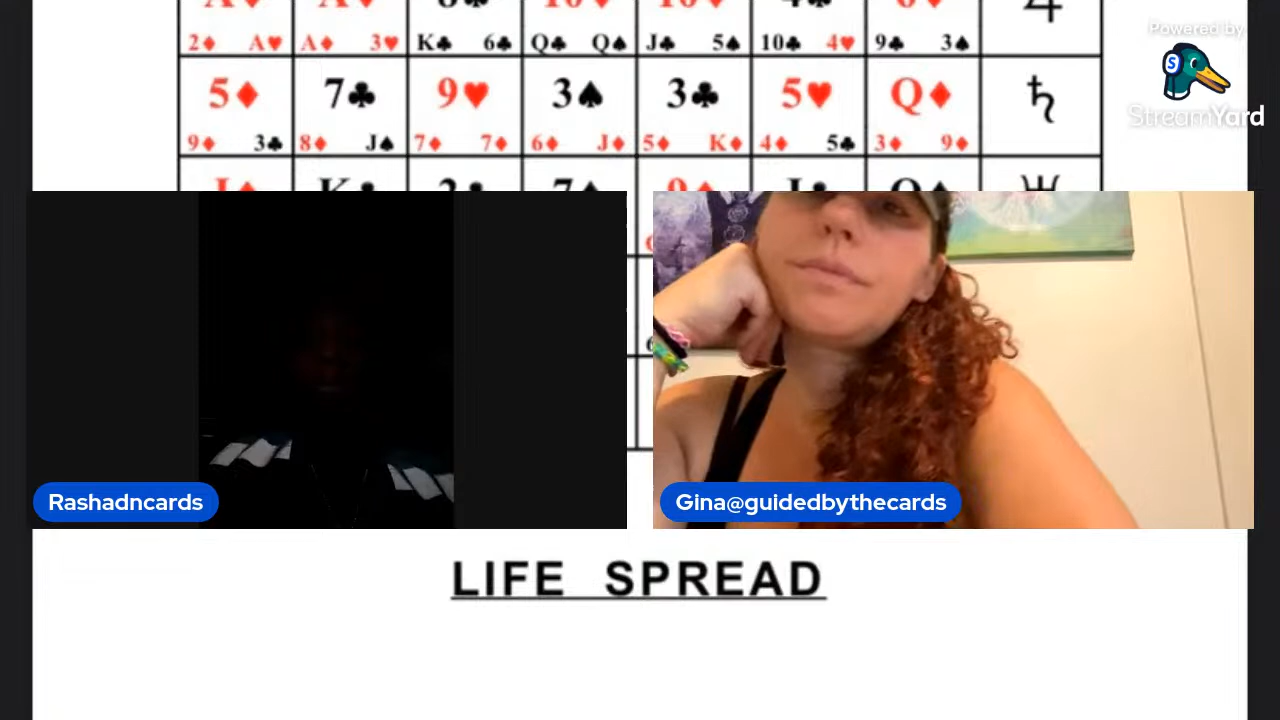 Powered by
StreamYard
2♦ A♥ A♦ 3♥ K♣ 6♣ Q♣ Q♠ J♣ 5♠ 10♣ 4♥ 9♣ 3♠
5♦ 7♣ 9♥ 3♠ 3♣ 5♥ Q♦ ♄
9♦ 3♣ 8♦ J♠ 7♦ 7♦ 6♦ J♦ 5♦ K♦ 4♦ 5♣ 3♦ 9♦
Rashadncards
Gina@guidedbythecards
LIFE SPREAD